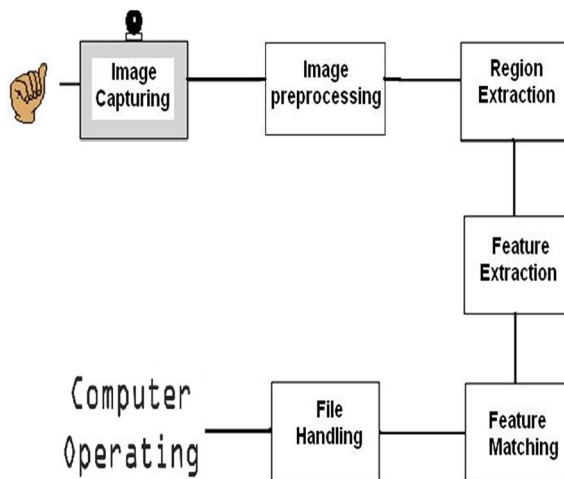 Image
Capturing
Image
preprocessing
Region
Extraction
Feature
Extraction
Feature
Matching
File
Handling
Computer
Operating